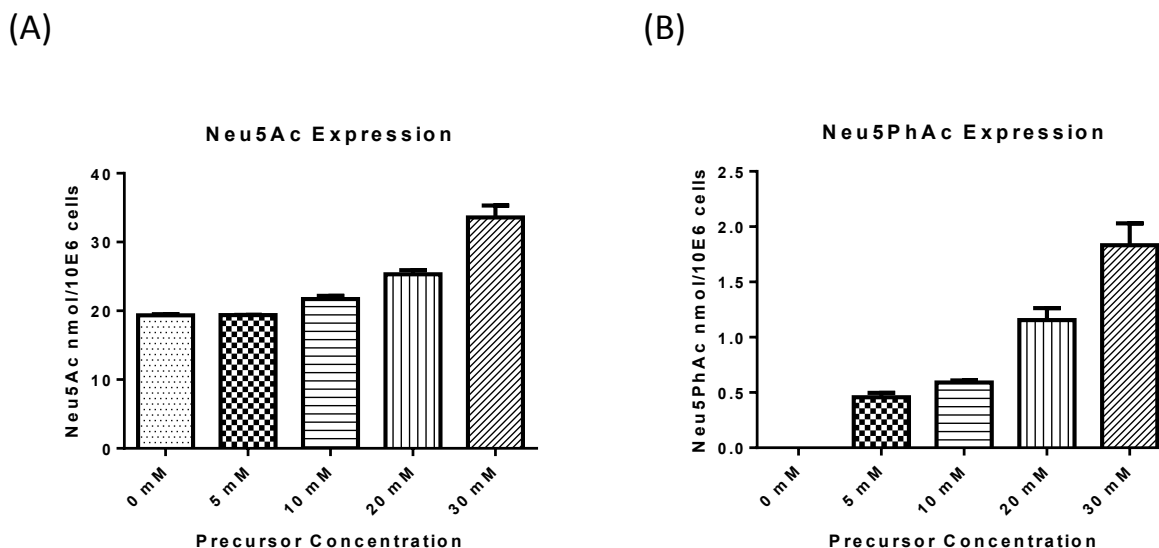 (A)
Neu5Ac Expression
Neu5Ac nmol/10E6 cells
40
30
20
10
0
0 mM
5 mM
10 mM
20 mM
30 mM
Precursor Concentration
(B)
Neu5PhAc Expression
Neu5PhAc nmol/10E6 cells
2.5
2.0
1.5
1.0
0.5
0.0
0 mM
5 mM
10 mM
20 mM
30 mM
Precursor Concentration